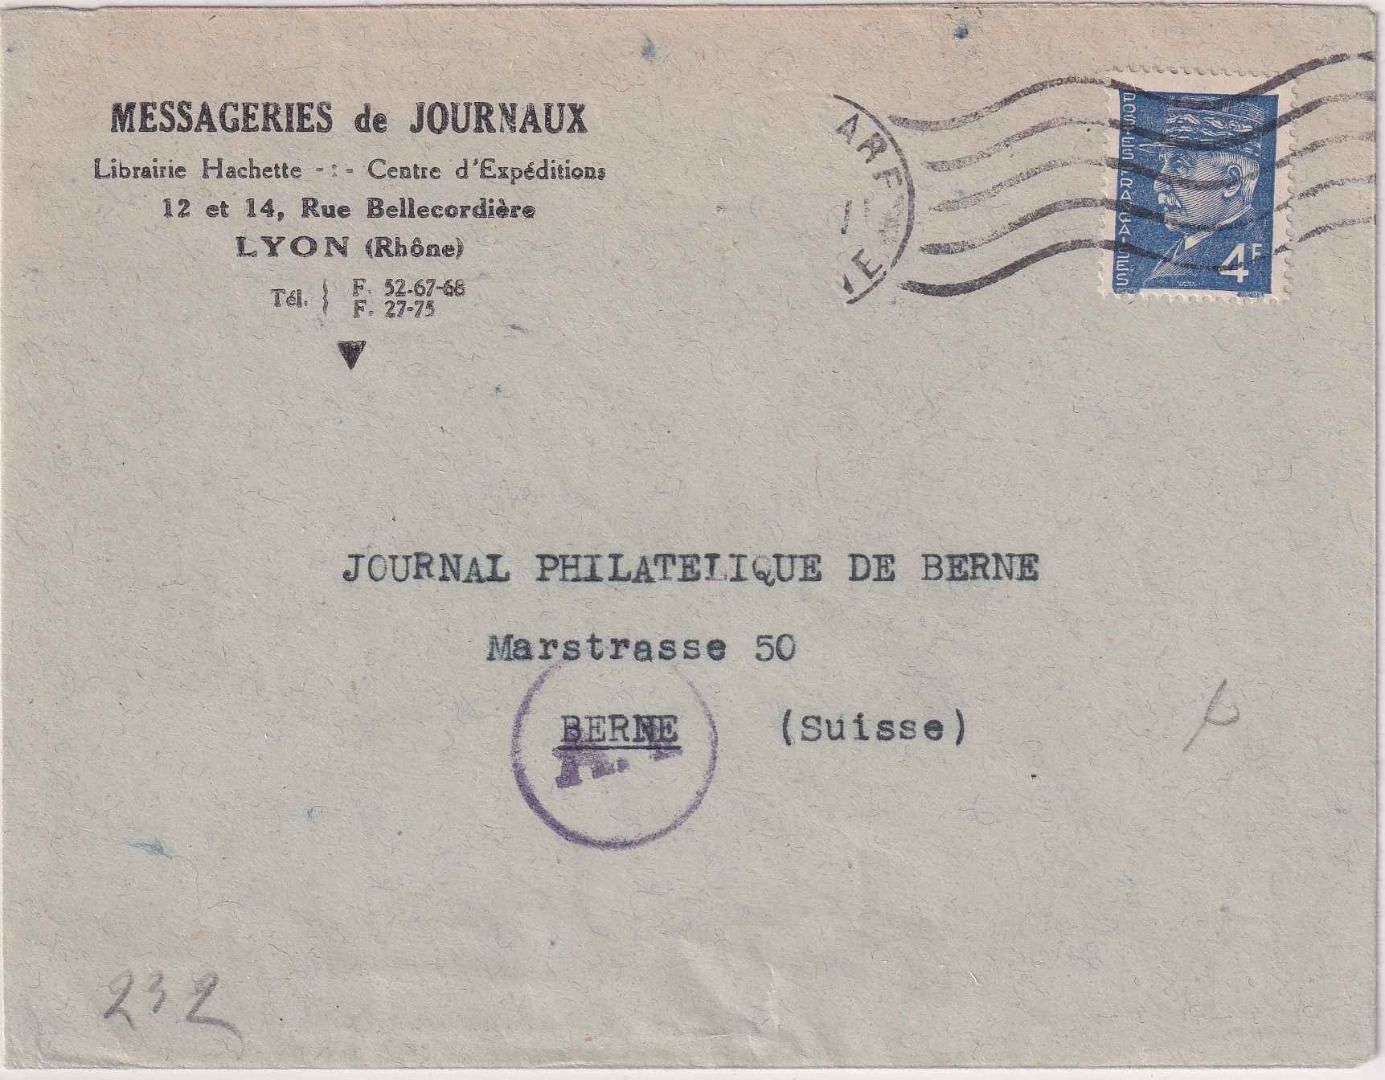 MESSAGERIES de JOURNAUX
Librairie Hachette -:- Centre d'Expéditions
12 et 14, Rue Bellecordière
LYON (Rhône)
Tél. } F. 52-67-68
F. 27-75
POSTES FRANÇAISES
4F
JOURNAL PHILATELIQUE DE BERNE
Marstrasse 50
BERNE (Suisse)
232